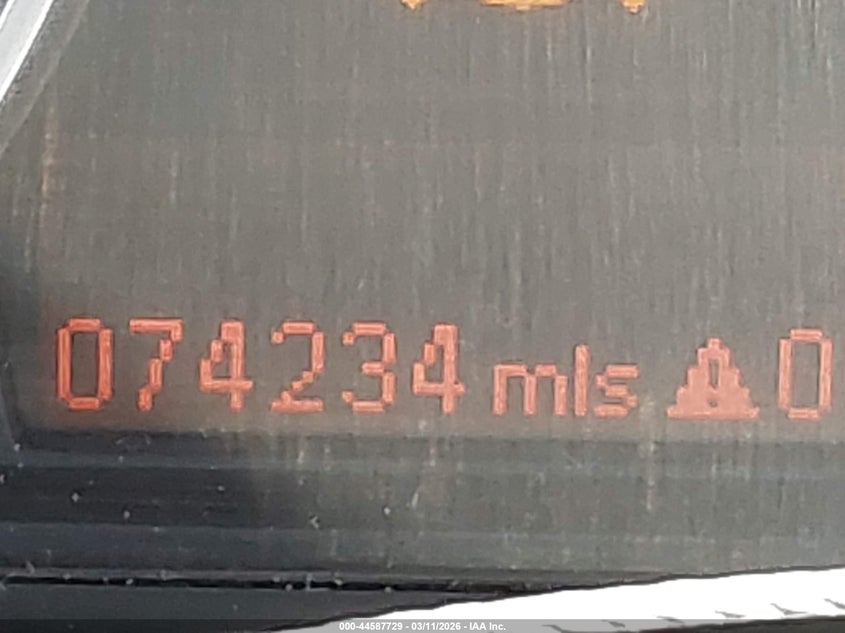 074234 mls ⚠ 0
000-44587729 - 03/11/2026 - IAA Inc.